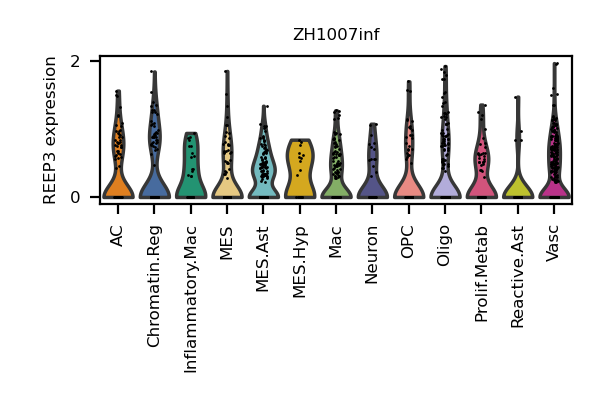 ZH1007inf
REEP3 expression
2
0
AC
Chromatin.Reg
Inflammatory.Mac
MES
MES.Ast
MES.Hyp
Mac
Neuron
OPC
Oligo
Prolif.Metab
Reactive.Ast
Vasc